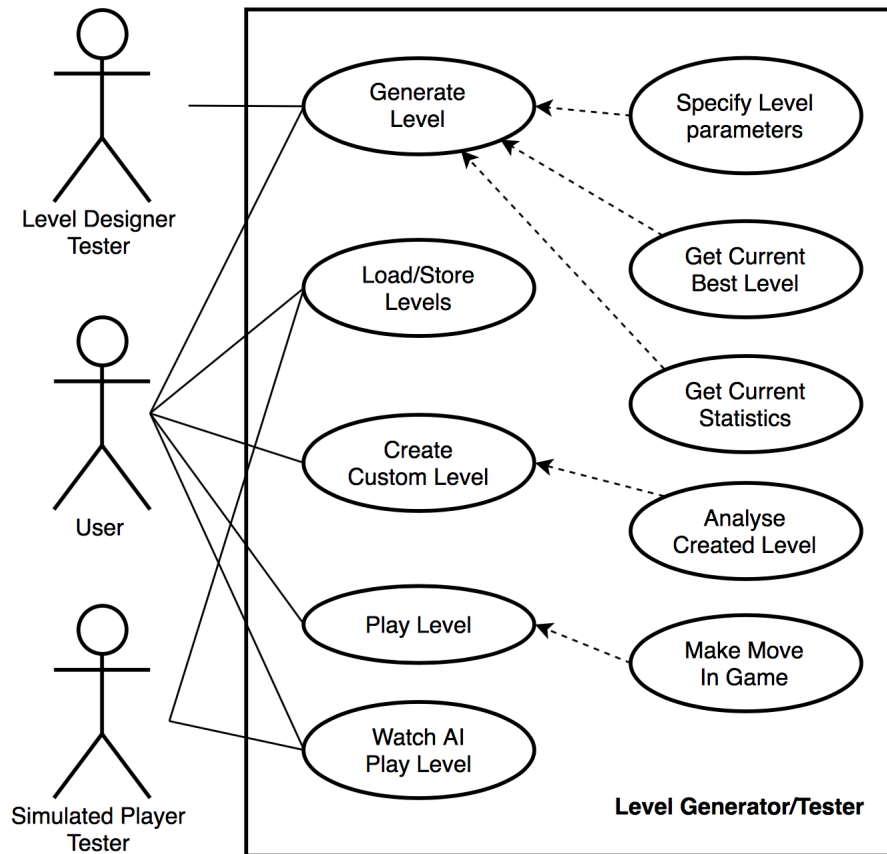 Generate
Level
Specify Level
parameters
Level Designer
Tester
Load/Store
Levels
Get Current
Best Level
Get Current
Statistics
Create
Custom Level
User
Analyse
Created Level
Play Level
Make Move
In Game
Watch AI
Play Level
Simulated Player
Tester
Level Generator/Tester